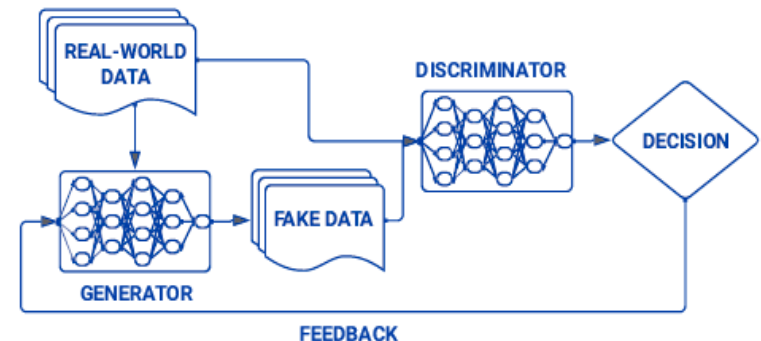 REAL-WORLD
DATA
DISCRIMINATOR
DECISION
FAKE DATA
GENERATOR
FEEDBACK